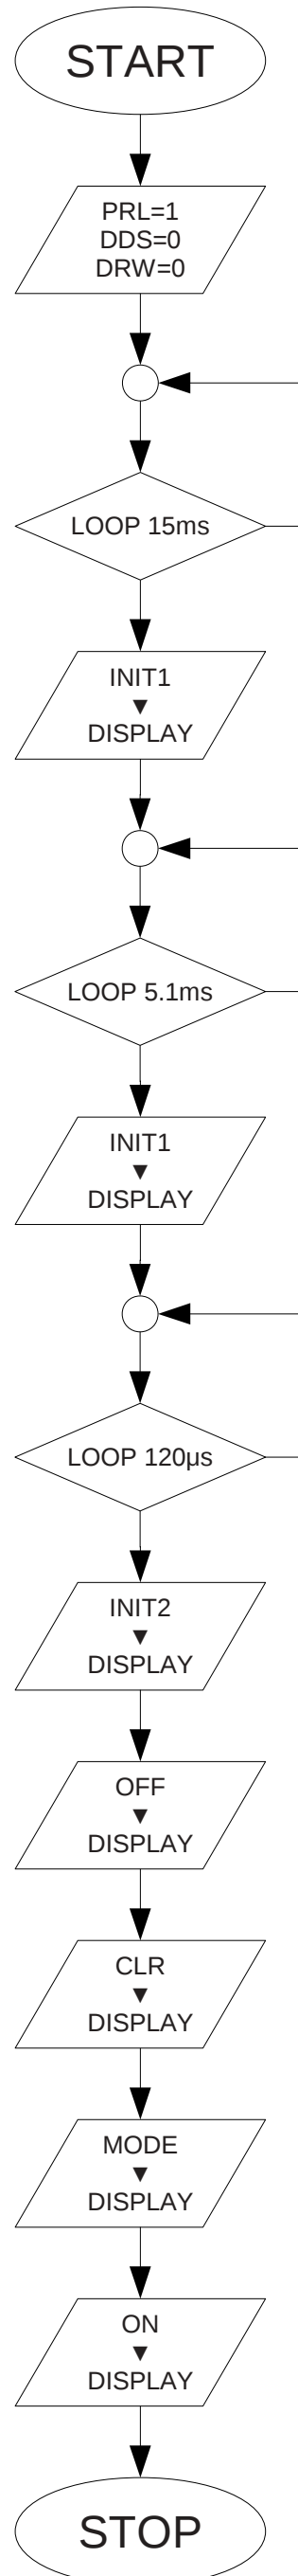 START
PRL=1
DDS=0
DRW=0
LOOP 15ms
INIT1
▼
DISPLAY
LOOP 5.1ms
INIT1
▼
DISPLAY
LOOP 120µs
INIT2
▼
DISPLAY
OFF
▼
DISPLAY
CLR
▼
DISPLAY
MODE
▼
DISPLAY
ON
▼
DISPLAY
STOP